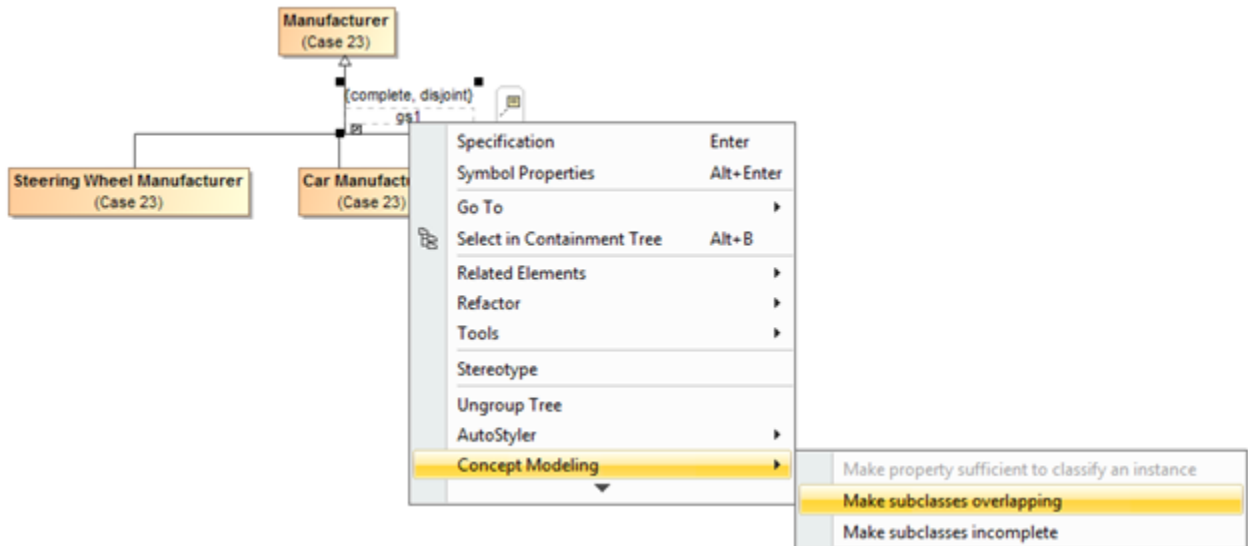 Manufacturer
(Case 23)
{complete, disjoint}
gs1
Steering Wheel Manufacturer
(Case 23)
Car Manufact
(Case 23)
Specification Enter
Symbol Properties Alt+Enter
Go To
Select in Containment Tree Alt+B
Related Elements
Refactor
Tools
Stereotype
Ungroup Tree
AutoStyler
Concept Modeling
Make property sufficient to classify an instance
Make subclasses overlapping
Make subclasses incomplete